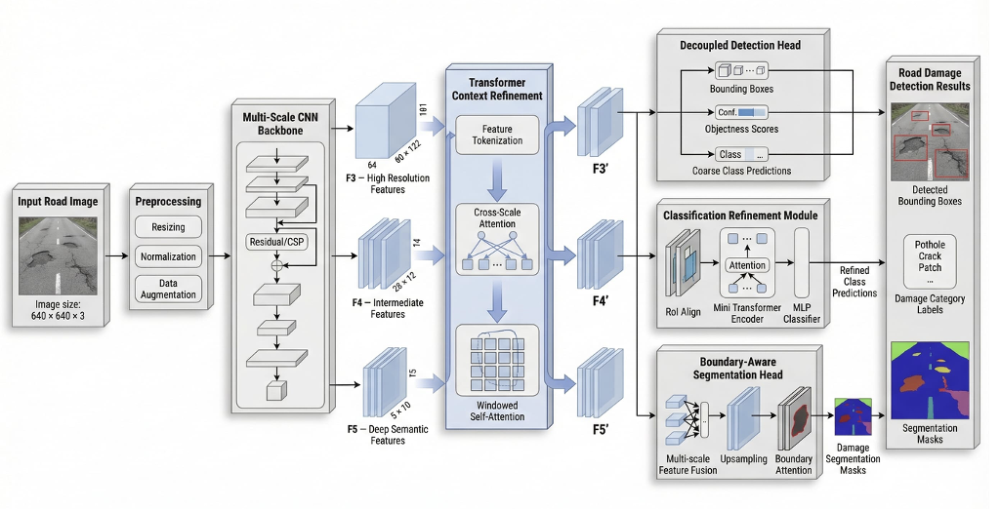 Input Road Image
Image size:
640 × 640 × 3
Preprocessing
Resizing
Normalization
Data
Augmentation
Multi-Scale CNN
Backbone
Residual/CSP
64
60 × 122
F3 – High Resolution
Features
28 × 12
F4 – Intermediate
Features
5 × 10
F5 – Deep Semantic
Features
Transformer
Context Refinement
Feature
Tokenization
Cross-Scale
Attention
Windowed
Self-Attention
F3'
F4'
F5'
Decoupled Detection Head
Bounding Boxes
Conf.
Objectness Scores
Class ...
Coarse Class Predictions
Classification Refinement Module
RoI Align
Attention
Mini Transformer
Encoder
MLP
Classifier
Refined
Class
Predictions
Boundary-Aware
Segmentation Head
Multi-scale
Feature Fusion
Upsampling
Boundary
Attention
Damage
Segmentation
Masks
Road Damage
Detection Results
Detected
Bounding Boxes
Pothole
Crack
Patch
...
Damage Category
Labels
Segmentation
Masks